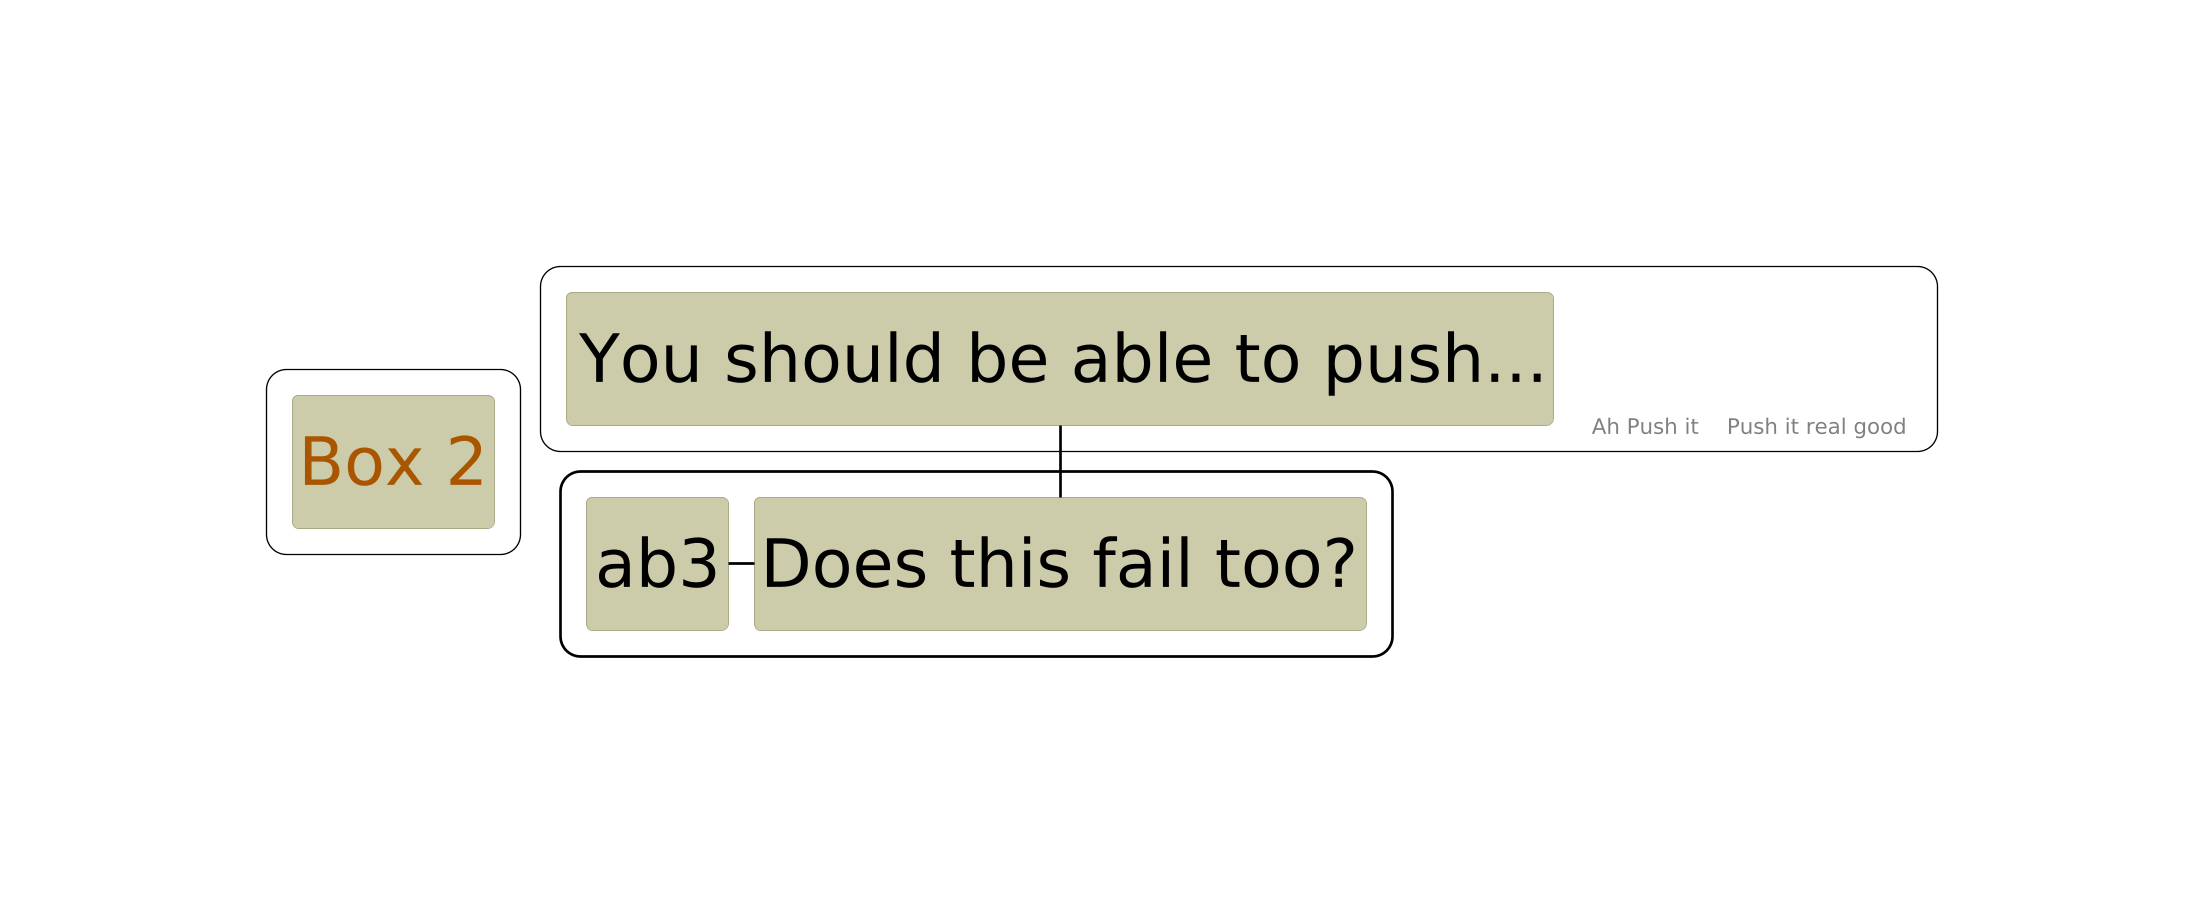 You should be able to push...
Ah Push it Push it real good
Box 2
ab3 Does this fail too?